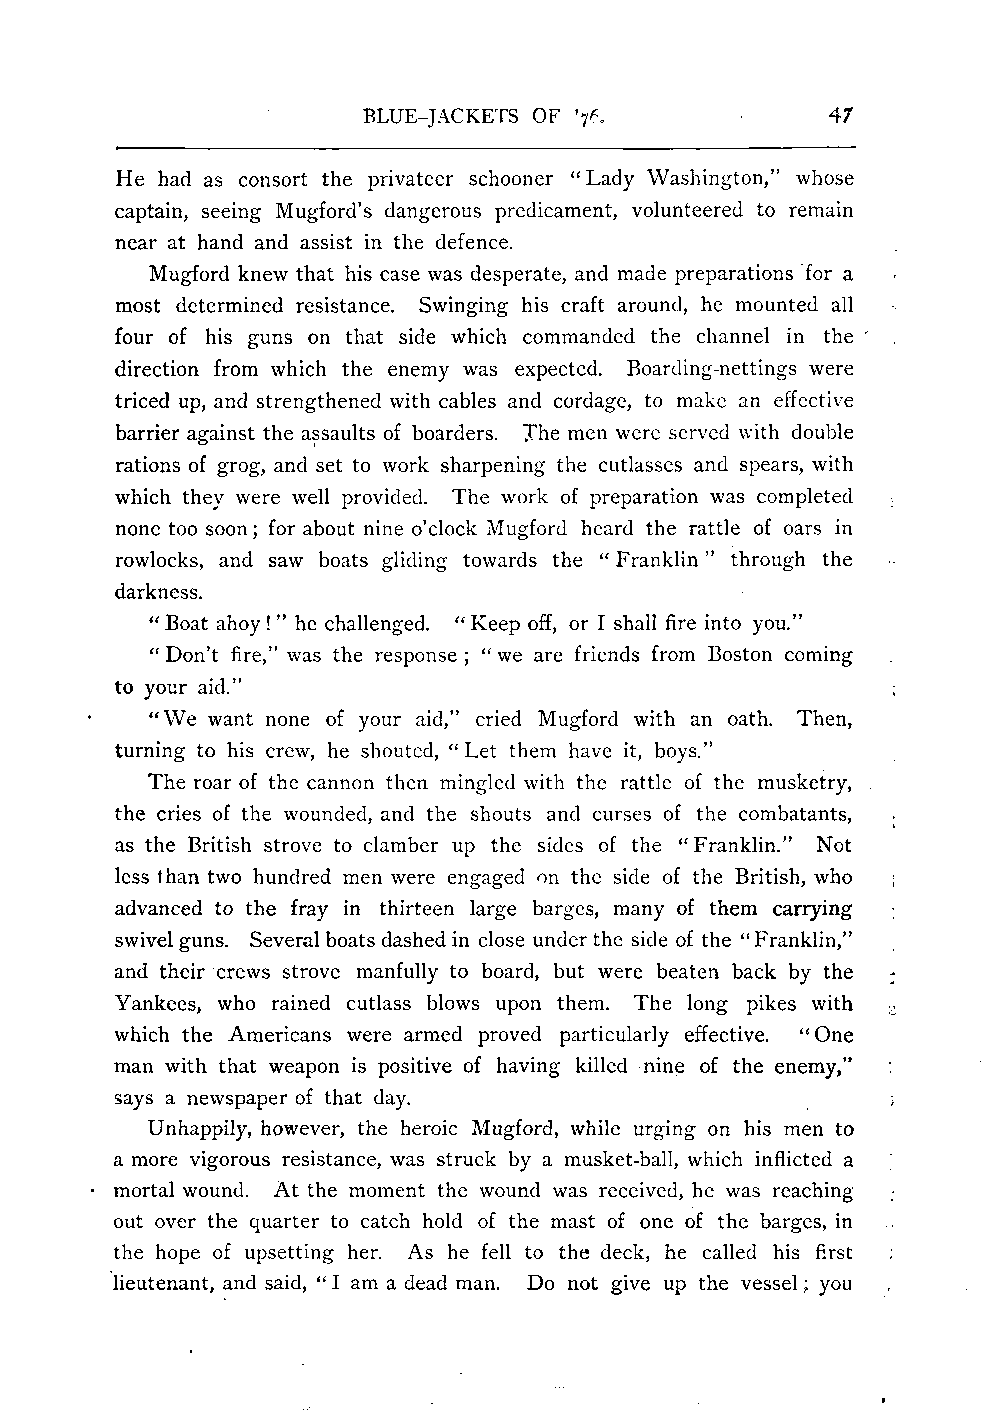 BLUE-JACKETS OF '76. 47
He had as consort the privateer schooner "Lady Washington," whose
captain, seeing Mugford's dangerous predicament, volunteered to remain
near at hand and assist in the defence.
Mugford knew that his case was desperate, and made preparations for a
most determined resistance. Swinging his craft around, he mounted all
four of his guns on that side which commanded the channel in the
direction from which the enemy was expected. Boarding-nettings were
triced up, and strengthened with cables and cordage, to make an effective
barrier against the assaults of boarders. The men were served with double
rations of grog, and set to work sharpening the cutlasses and spears, with
which they were well provided. The work of preparation was completed
none too soon; for about nine o'clock Mugford heard the rattle of oars in
rowlocks, and saw boats gliding towards the "Franklin" through the
darkness.
"Boat ahoy!" he challenged. "Keep off, or I shall fire into you."
"Don't fire," was the response; "we are friends from Boston coming
to your aid."
"We want none of your aid," cried Mugford with an oath. Then,
turning to his crew, he shouted, "Let them have it, boys."
The roar of the cannon then mingled with the rattle of the musketry,
the cries of the wounded, and the shouts and curses of the combatants,
as the British strove to clamber up the sides of the "Franklin." Not
less than two hundred men were engaged on the side of the British, who
advanced to the fray in thirteen large barges, many of them carrying
swivel guns. Several boats dashed in close under the side of the "Franklin,"
and their crews strove manfully to board, but were beaten back by the
Yankees, who rained cutlass blows upon them. The long pikes with
which the Americans were armed proved particularly effective. "One
man with that weapon is positive of having killed nine of the enemy,"
says a newspaper of that day.
Unhappily, however, the heroic Mugford, while urging on his men to
a more vigorous resistance, was struck by a musket-ball, which inflicted a
mortal wound. At the moment the wound was received, he was reaching
out over the quarter to catch hold of the mast of one of the barges, in
the hope of upsetting her. As he fell to the deck, he called his first
lieutenant, and said, "I am a dead man. Do not give up the vessel; you